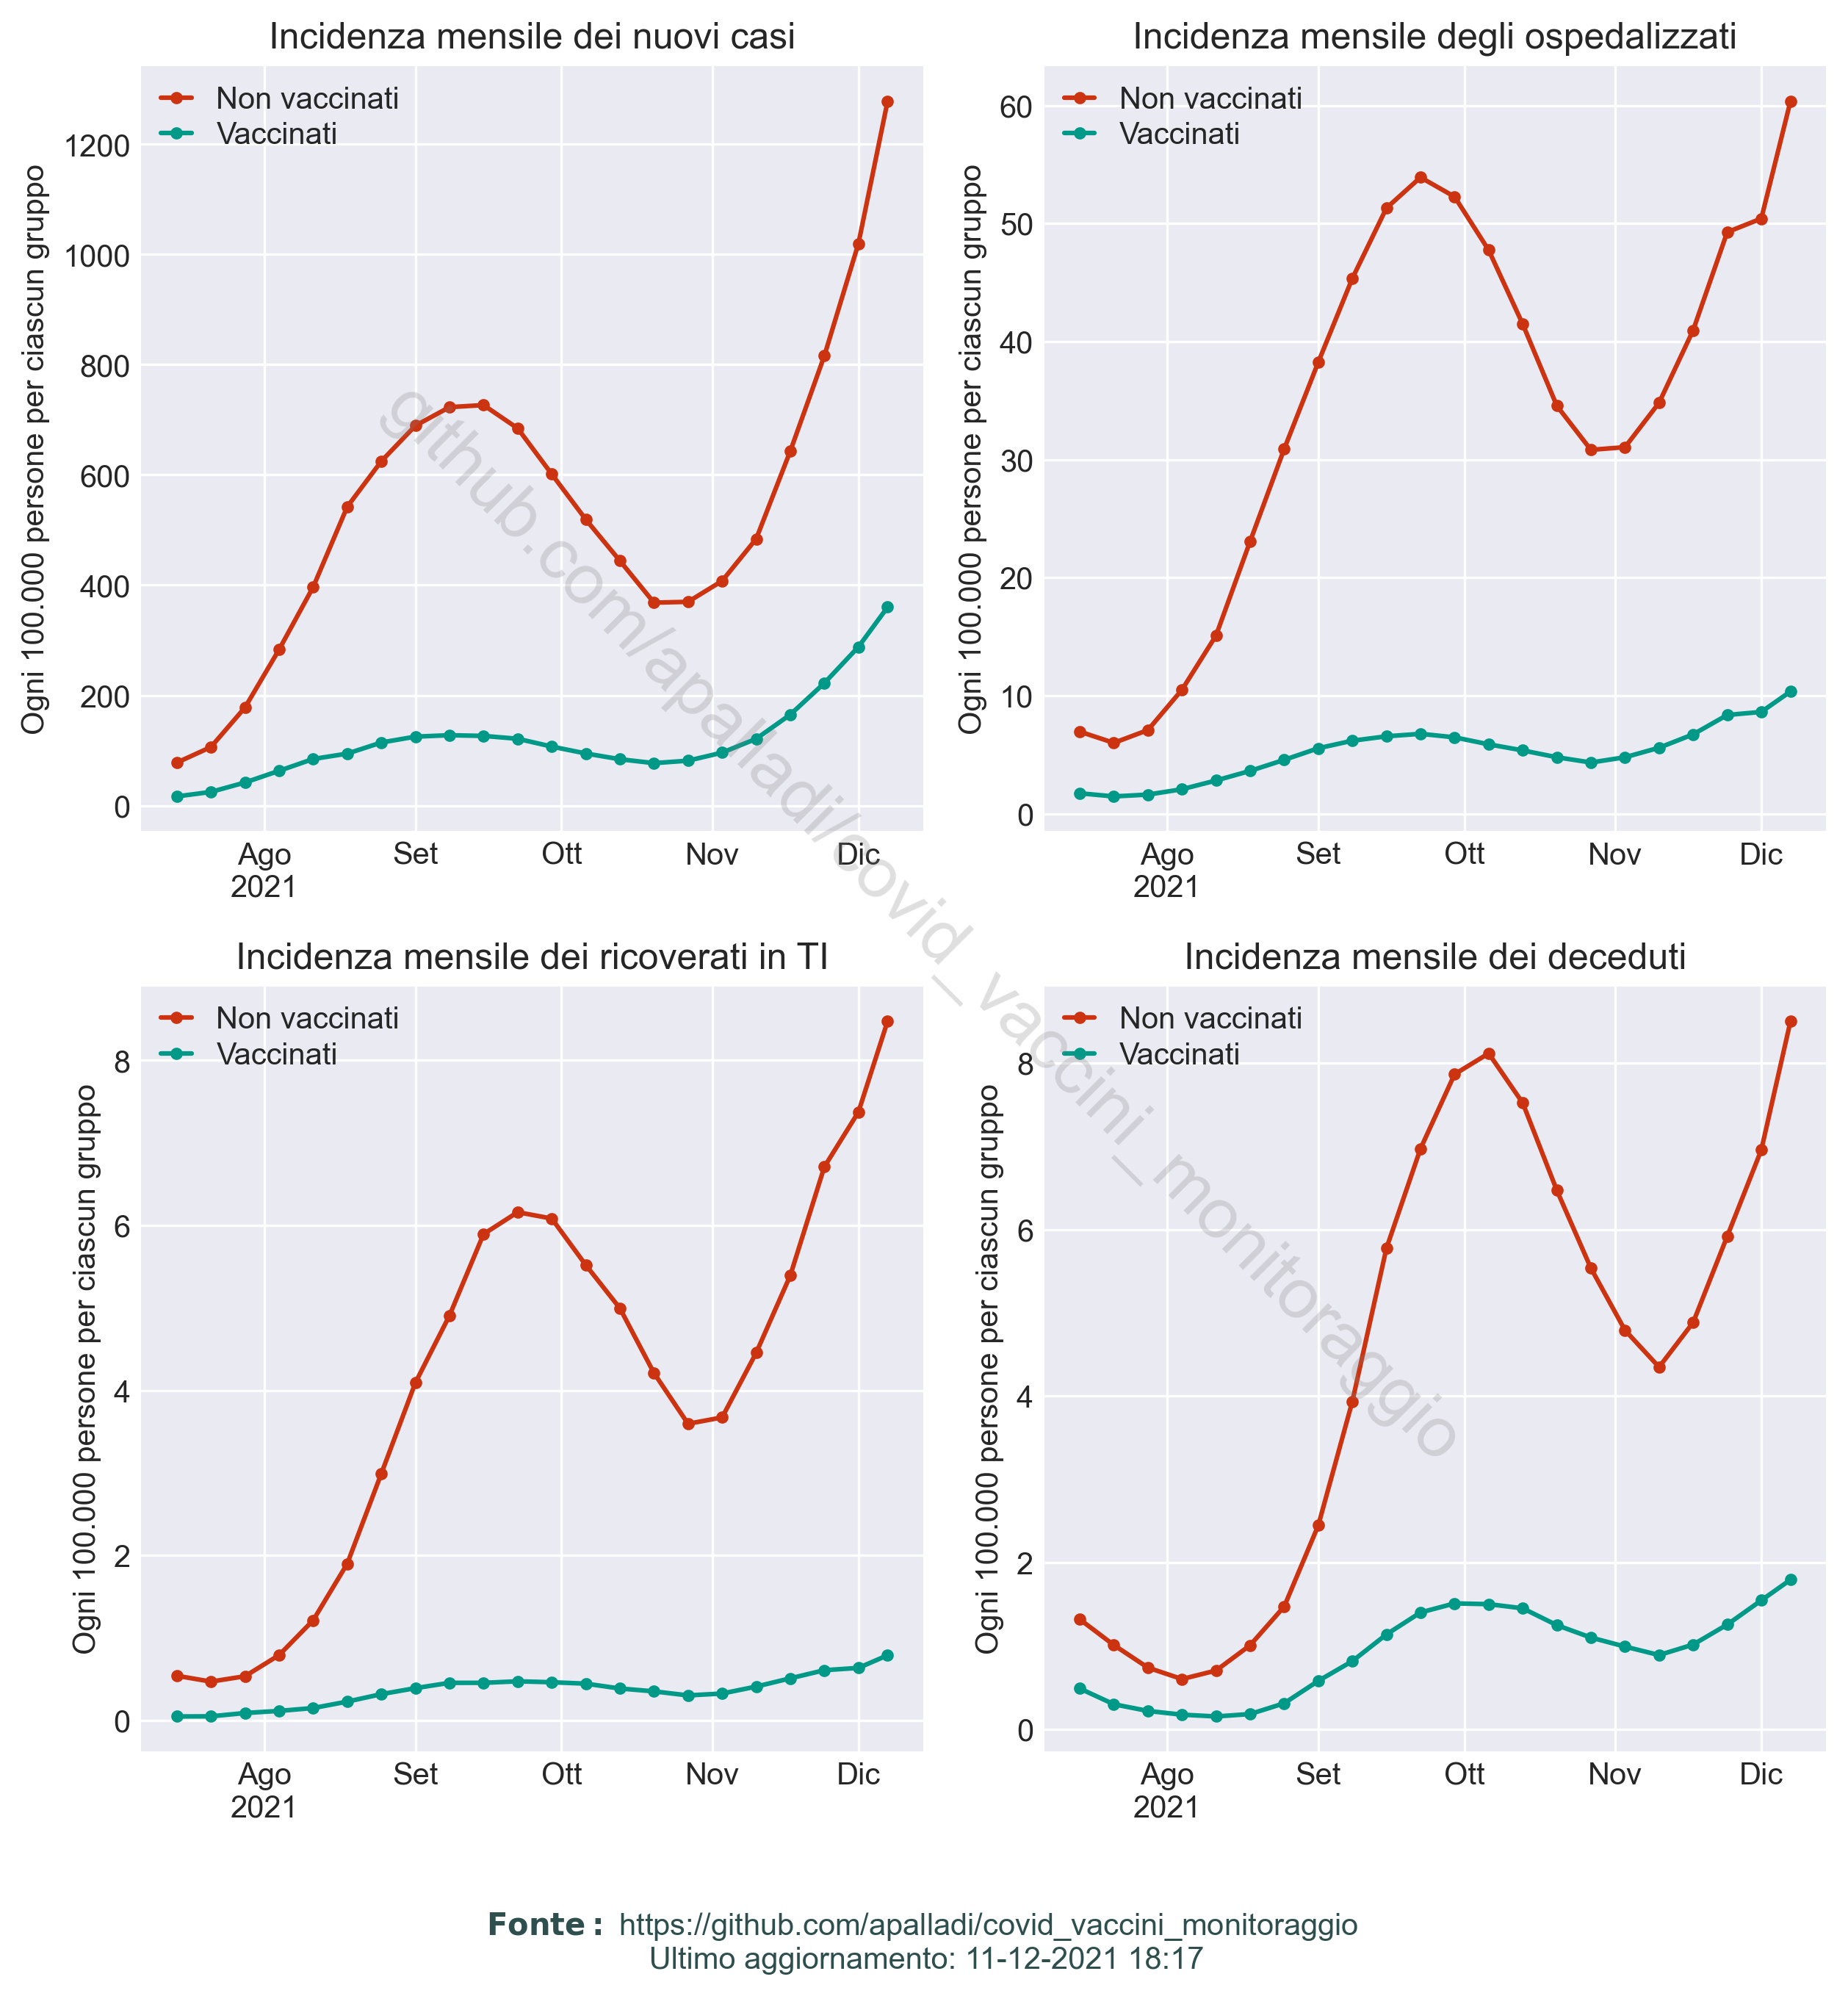 Incidenza mensile dei nuovi casi
Non vaccinati
Vaccinati
Ogni 100.000 persone per ciascun gruppo
1200
1000
800
600
400
200
0
Ago
2021
Set
Ott
Nov
Dic
Incidenza mensile degli ospedalizzati
Non vaccinati
Vaccinati
Ogni 100.000 persone per ciascun gruppo
60
50
40
30
20
10
0
Ago
2021
Set
Ott
Nov
Dic
Incidenza mensile dei ricoverati in TI
Non vaccinati
Vaccinati
Ogni 100.000 persone per ciascun gruppo
8
6
4
2
0
Ago
2021
Set
Ott
Nov
Dic
Incidenza mensile dei deceduti
Non vaccinati
Vaccinati
Ogni 100.000 persone per ciascun gruppo
8
6
4
2
0
Ago
2021
Set
Ott
Nov
Dic
github.com/apalladi/covid_vaccini_monitoraggio
Fonte: https://github.com/apalladi/covid_vaccini_monitoraggio
Ultimo aggiornamento: 11-12-2021 18:17